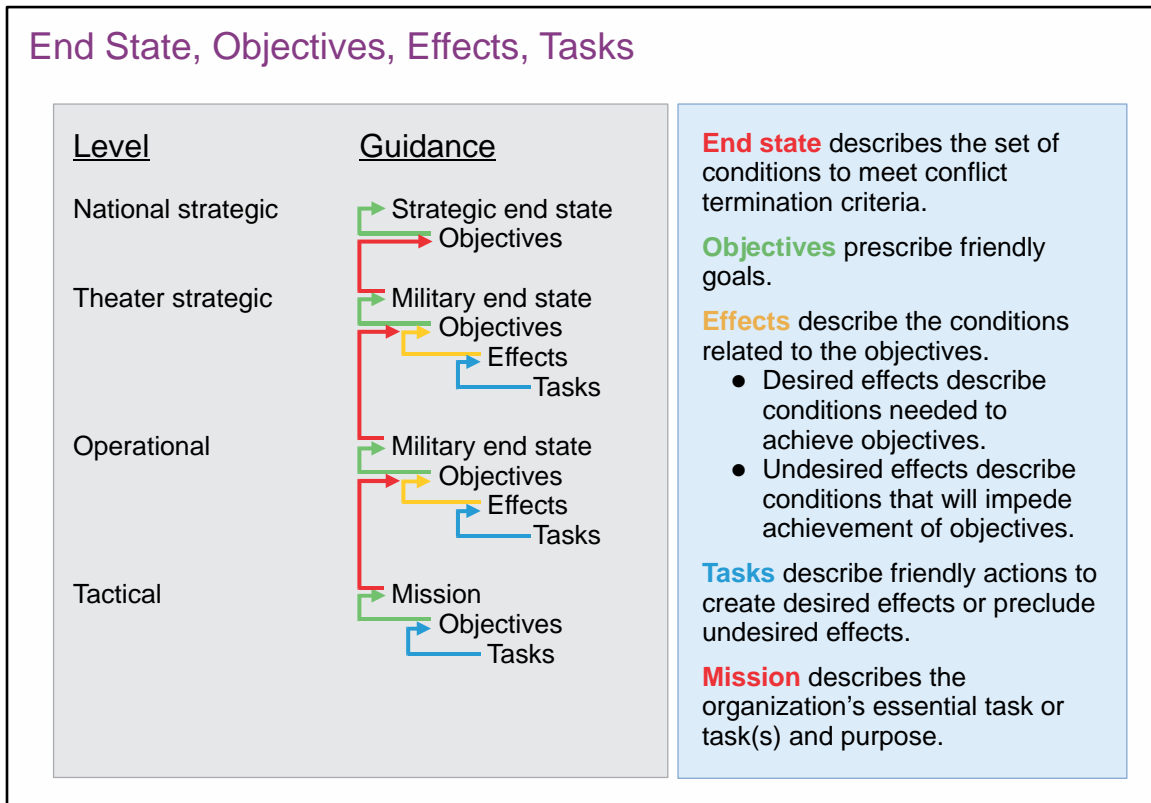 End State, Objectives, Effects, Tasks
Level Guidance
National strategic Strategic end state
Objectives
Theater strategic Military end state
Objectives
Effects
Tasks
Operational Military end state
Objectives
Effects
Tasks
Tactical Mission
Objectives
Tasks
End state describes the set of
conditions to meet conflict
termination criteria.
Objectives prescribe friendly
goals.
Effects describe the conditions
related to the objectives.
● Desired effects describe
conditions needed to
achieve objectives.
● Undesired effects describe
conditions that will impede
achievement of objectives.
Tasks describe friendly actions to
create desired effects or preclude
undesired effects.
Mission describes the
organization’s essential task or
task(s) and purpose.